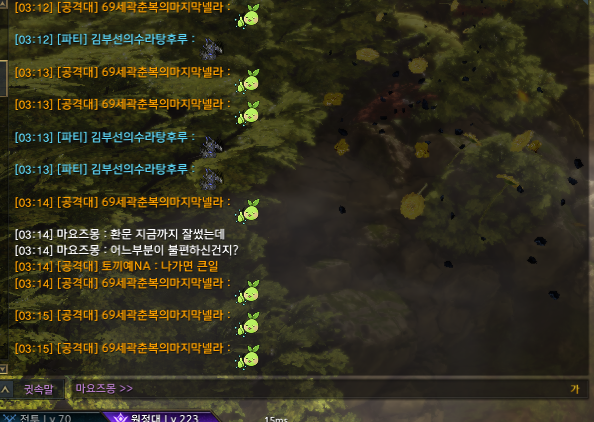 [03:12] [공격대] 69세곽춘복의마지막넬라 :
[03:12] [파티] 김부선의수라탕후루 :
[03:13] [공격대] 69세곽춘복의마지막넬라 :
[03:13] [공격대] 69세곽춘복의마지막넬라 :
[03:13] [파티] 김부선의수라탕후루 :
[03:13] [파티] 김부선의수라탕후루 :
[03:14] [공격대] 69세곽춘복의마지막넬라 :
[03:14] 마요즈몽 : 환문 지금까지 잘썼는데
[03:14] 마요즈몽 : 어느부분이 불편하신건지?
[03:14] [공격대] 토끼예NA : 나가면 큰일
[03:14] [공격대] 69세곽춘복의마지막넬라 :
[03:15] [공격대] 69세곽춘복의마지막넬라 :
[03:15] [공격대] 69세곽춘복의마지막넬라 :
귓속말 마요즈몽 >> 가
전투 Lv.70 원정대 Lv.223 15ms